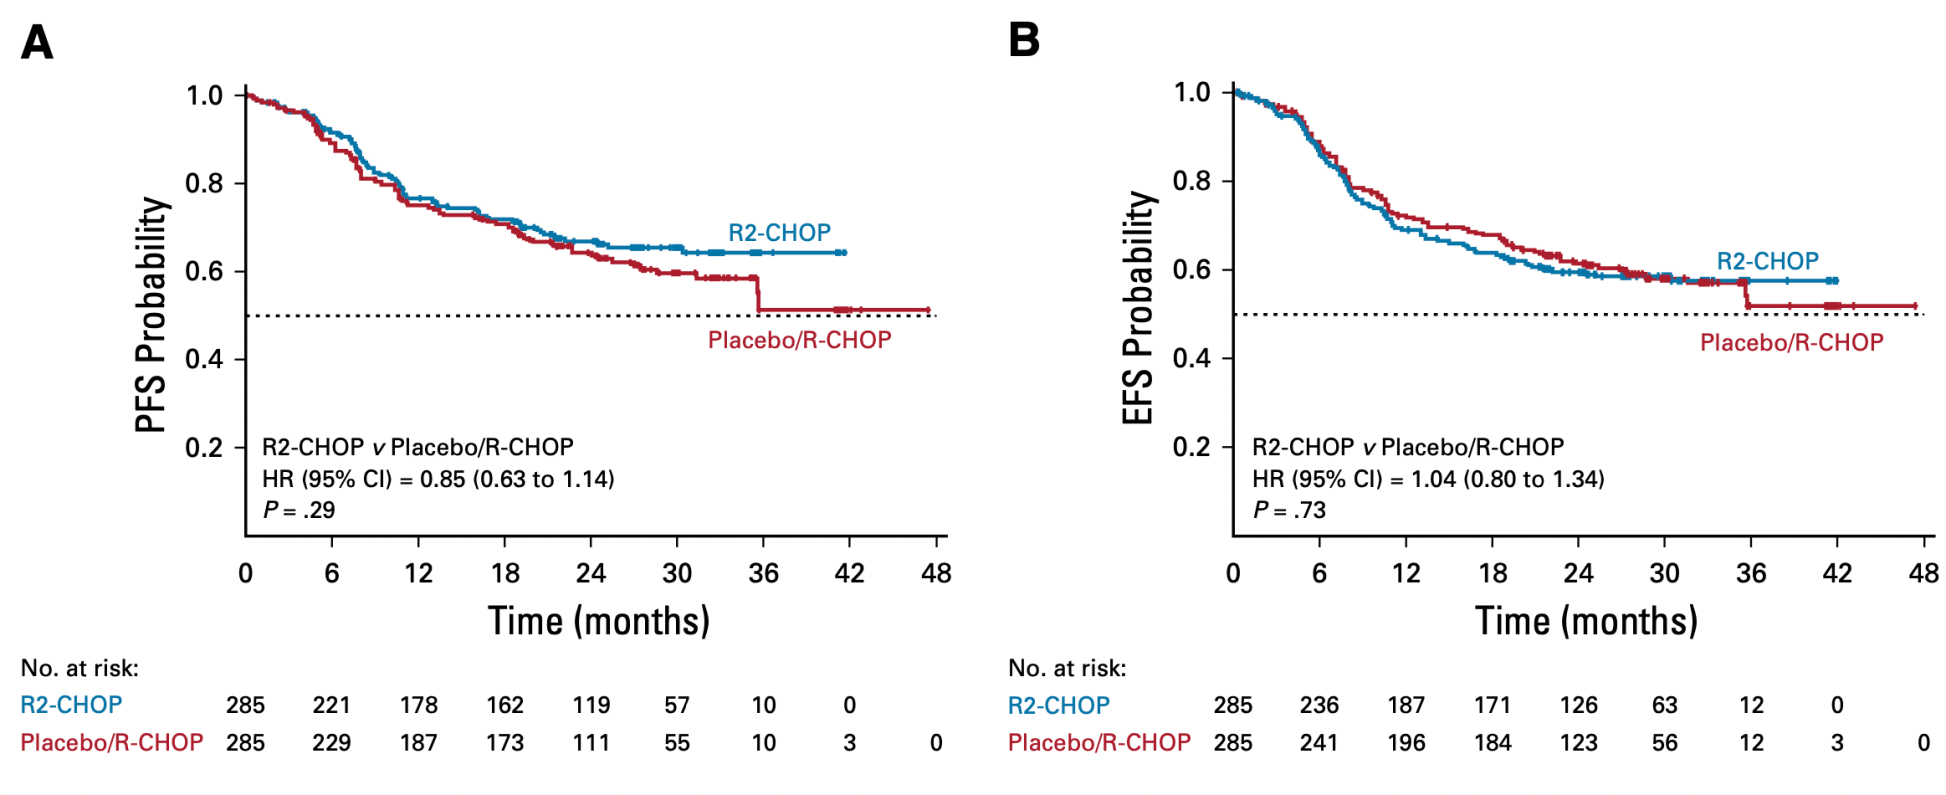 A
PFS Probability
1.0
0.8
0.6
0.4
0.2
R2-CHOP
Placebo/R-CHOP
R2-CHOP v Placebo/R-CHOP
HR (95% CI) = 0.85 (0.63 to 1.14)
P = .29
0 6 12 18 24 30 36 42 48
Time (months)
No. at risk:
R2-CHOP 285 221 178 162 119 57 10 0
Placebo/R-CHOP 285 229 187 173 111 55 10 3 0
B
EFS Probability
1.0
0.8
0.6
0.4
0.2
R2-CHOP
Placebo/R-CHOP
R2-CHOP v Placebo/R-CHOP
HR (95% CI) = 1.04 (0.80 to 1.34)
P = .73
0 6 12 18 24 30 36 42 48
Time (months)
No. at risk:
R2-CHOP 285 236 187 171 126 63 12 0
Placebo/R-CHOP 285 241 196 184 123 56 12 3 0